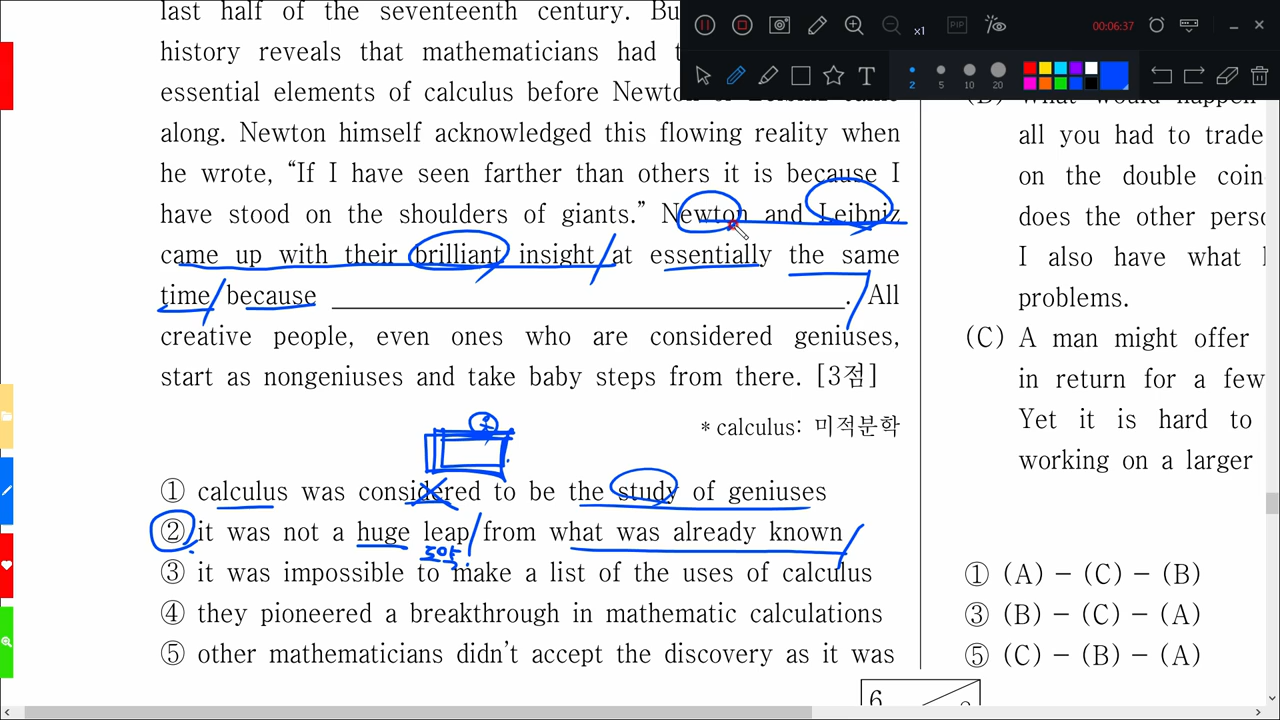 last half of the seventeenth century. Bu
history reveals that mathematicians had t
essential elements of calculus before Newto
along. Newton himself acknowledged this flowing reality when
he wrote, “If I have seen farther than others it is because I
have stood on the shoulders of giants.” Newton and Leibniz
came up with their brilliant insight at essentially the same
time because ______. All
creative people, even ones who are considered geniuses,
start as nongeniuses and take baby steps from there. [3점]
* calculus: 미적분학
① calculus was considered to be the study of geniuses
② it was not a huge leap from what was already known
도약
③ it was impossible to make a list of the uses of calculus
④ they pioneered a breakthrough in mathematic calculations
⑤ other mathematicians didn’t accept the discovery as it was
all you had to trade
on the double coin
does the other pers
I also have what
problems.
(C) A man might offer
in return for a few
Yet it is hard to
working on a larger
① (A)－(C)－(B)
③ (B)－(C)－(A)
⑤ (C)－(B)－(A)
6
x1
PIP
00:06:37
T
2 5 10 20